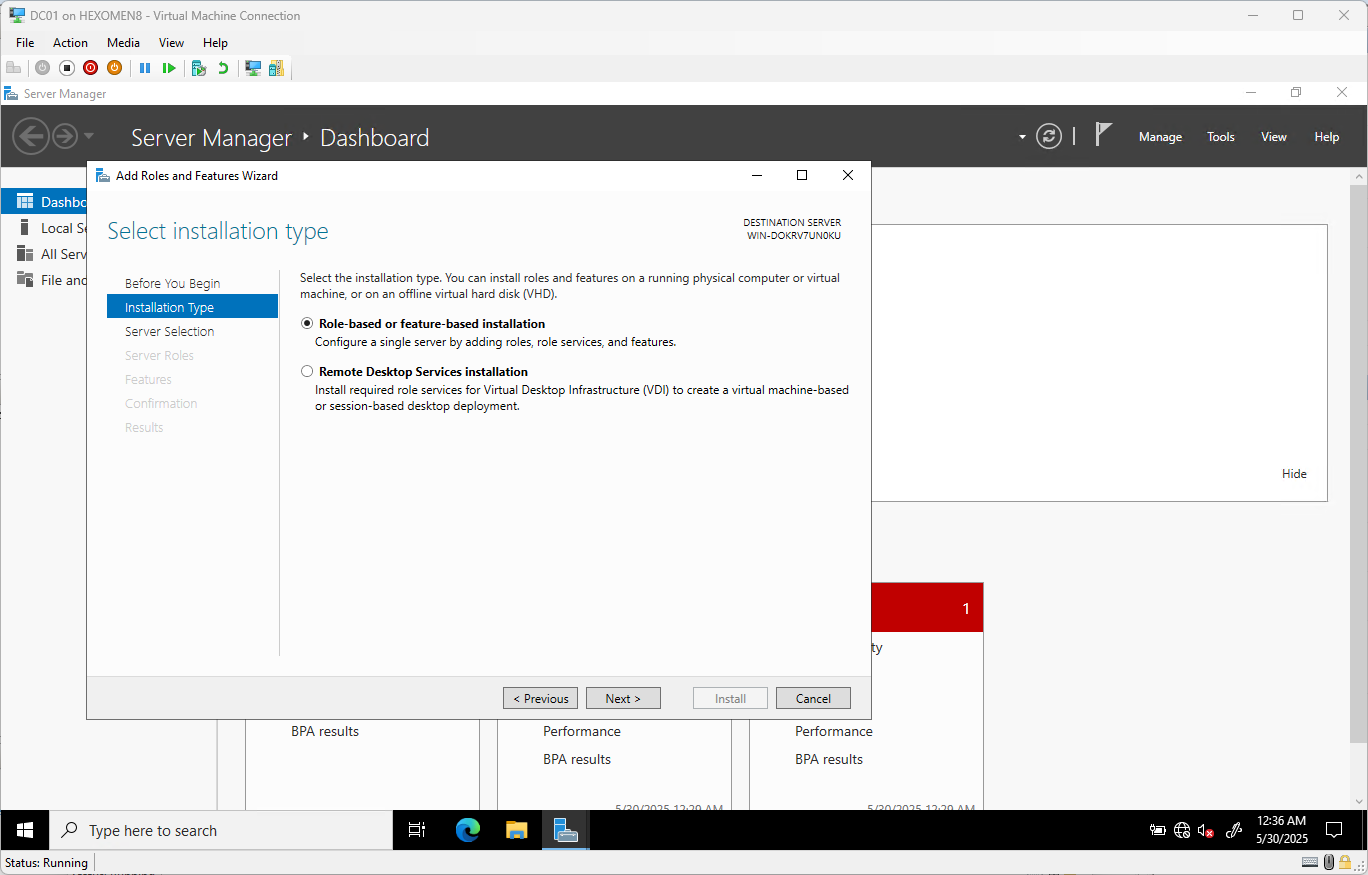 DC01 on HEXOMEN8 - Virtual Machine Connection
File Action Media View Help
Server Manager
Server Manager Dashboard
Manage Tools View Help
Add Roles and Features Wizard
Select installation type
DESTINATION SERVER
WIN-DOKRV7UN0KU
Dashbo
Local Se
All Serv
File and
Before You Begin
Installation Type
Server Selection
Server Roles
Features
Confirmation
Results
Select the installation type. You can install roles and features on a running physical computer or virtual
machine, or on an offline virtual hard disk (VHD).
Role-based or feature-based installation
Configure a single server by adding roles, role services, and features.
Remote Desktop Services installation
Install required role services for Virtual Desktop Infrastructure (VDI) to create a virtual machine-based
or session-based desktop deployment.
Hide
1
ty
< Previous Next > Install Cancel
BPA results
Performance
BPA results
Performance
BPA results
5/30/2025 12:29 AM
5/30/2025 12:29 AM
Type here to search
12:36 AM
5/30/2025
Status: Running